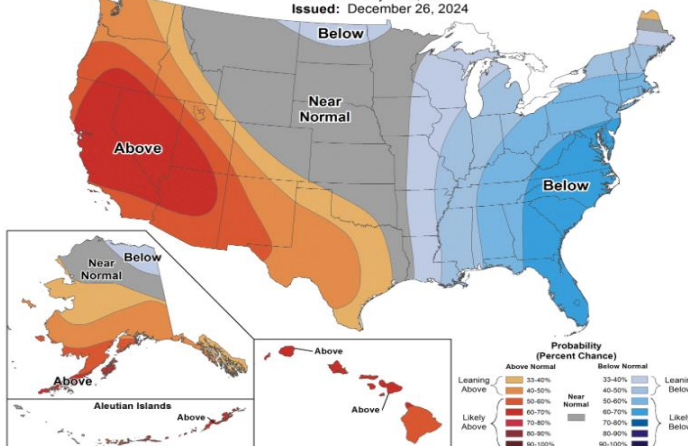 Issued: December 26, 2024
Below
Near
Normal
Above
Below
Near
Normal
Below
Above
Aleutian Islands
Above
Above
Above
Probability
(Percent Chance)
Above Normal
Below Normal
Leaning
Above
33-40%
40-50%
Likely
Above
50-60%
60-70%
70-80%
80-90%
90-100%
Near
Normal
33-40%
40-50%
50-60%
60-70%
70-80%
80-90%
90-100%
Below
Likely
Below